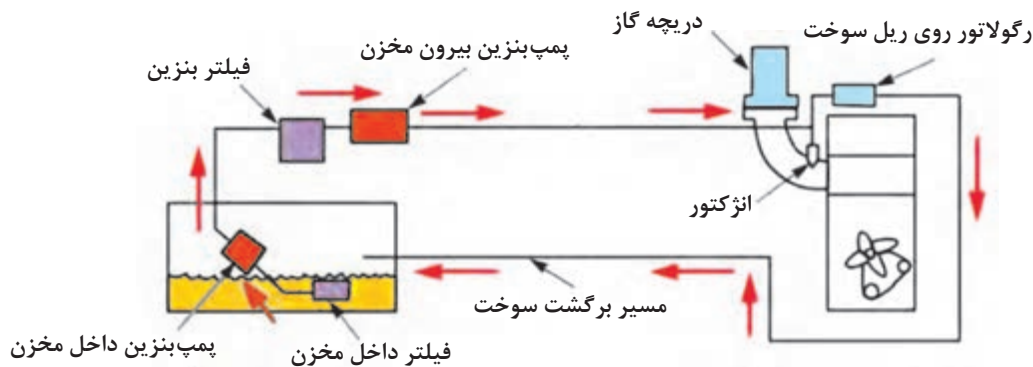 رگولاتور روی ریل سوخت
دریچه گاز
پمپ‌بنزین بیرون مخزن
فیلتر بنزین
انژکتور
مسیر برگشت سوخت
فیلتر داخل مخزن
پمپ‌بنزین داخل مخزن